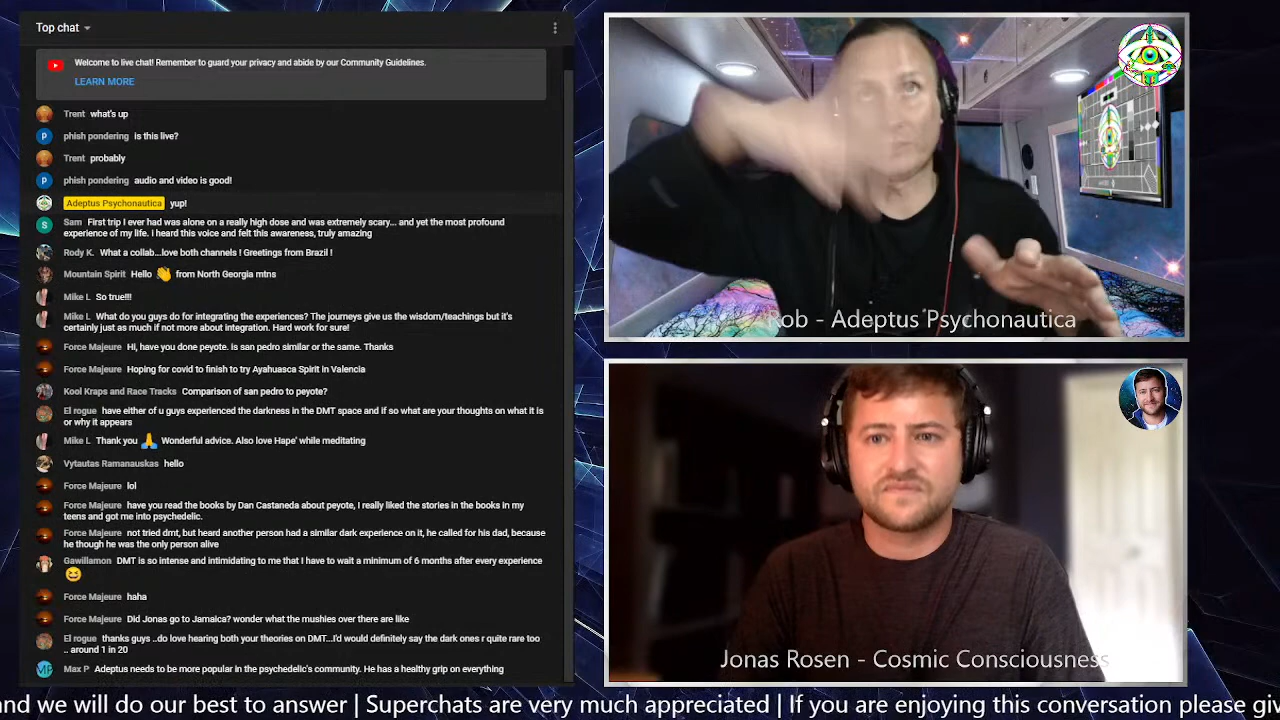 Top chat
Welcome to live chat! Remember to guard your privacy and abide by our Community Guidelines.
LEARN MORE
Trent what's up
phish pondering is this live?
Trent probably
phish pondering audio and video is good!
Adeptus Psychonautica yup!
Sam First trip I ever had was alone on a really high dose and was extremely scary... and yet the most profound
experience of my life. I heard this voice and felt this awareness, truly amazing
Rody K. What a collab...love both channels ! Greetings from Brazil !
Mountain Spirit Hello 👋 from North Georgia mtns
Mike L So true!!!
Mike L What do you guys do for integrating the experiences? The journeys give us the wisdom/teachings but it's
certainly just as much if not more about integration. Hard work for sure!
Force Majeure Hi, have you done peyote. is san pedro similar or the same. Thanks
Force Majeure Hoping for covid to finish to try Ayahuasca Spirit in Valencia
Kool Kraps and Race Tracks Comparison of san pedro to peyote?
El rogue have either of u guys experienced the darkness in the DMT space and if so what are your thoughts on what it is
or why it appears
Mike L Thank you 🙏 Wonderful advice. Also love Hape' while meditating
Vytautas Ramanauskas hello
Force Majeure lol
Force Majeure have you read the books by Dan Castaneda about peyote, I really liked the stories in the books in my
teens and got me into psychedelic.
Force Majeure not tried dmt, but heard another person had a similar dark experience on it, he called for his dad, because
he though he was the only person alive
Gawillamon DMT is so intense and intimidating to me that I have to wait a minimum of 6 months after every experience
😆
Force Majeure haha
Force Majeure Did Jonas go to Jamaica? wonder what the mushies over there are like
El rogue thanks guys ..do love hearing both your theories on DMT...I'd would definitely say the dark ones r quite rare too
.. around 1 in 20
Max P Adeptus needs to be more popular in the psychedelic's community. He has a healthy grip on everything
Rob - Adeptus Psychonautica
Jonas Rosen - Cosmic Consciousness
and we will do our best to answer | Superchats are very much appreciated | If you are enjoying this conversation please gi